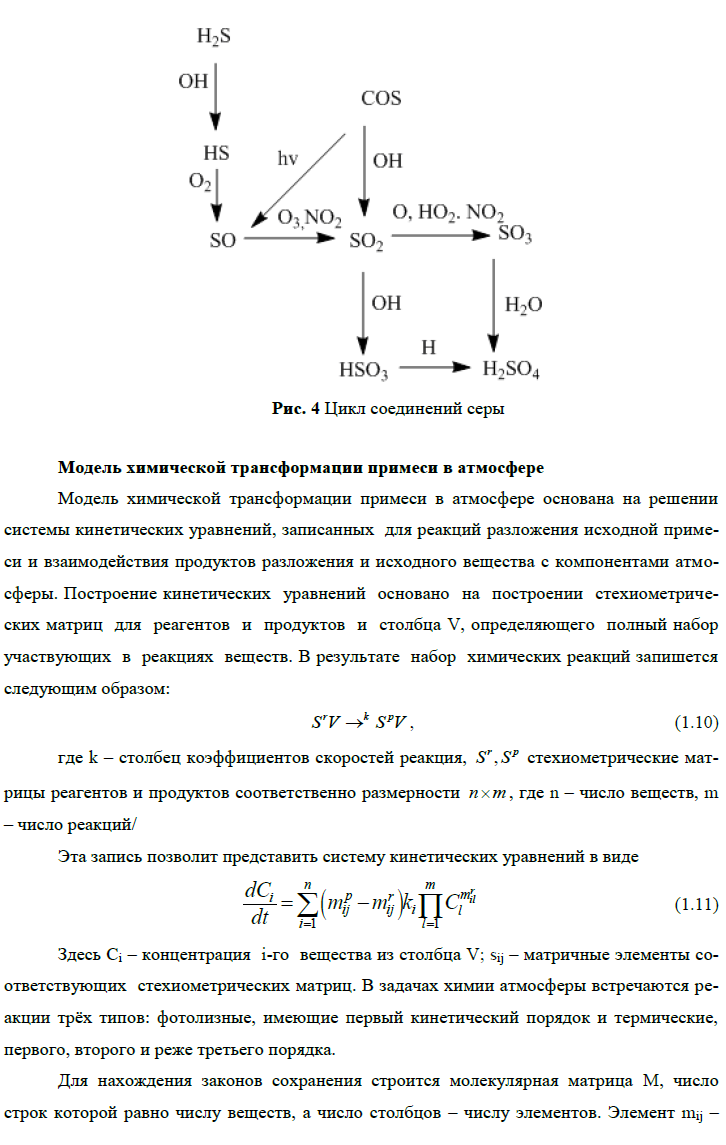 H₂S
OH
COS
HS
hν
OH
O₂
O₃,NO₂
O, HO₂. NO₂
SO
SO₂
SO₃
OH
H₂O
H
HSO₃
H₂SO₄
Рис. 4 Цикл соединений серы
Модель химической трансформации примеси в атмосфере
Модель химической трансформации примеси в атмосфере основана на решении
системы кинетических уравнений, записанных для реакций разложения исходной приме-
си и взаимодействия продуктов разложения и исходного вещества с компонентами атмо-
сферы. Построение кинетических уравнений основано на построении стехиометриче-
ских матриц для реагентов и продуктов и столбца V, определяющего полный набор
участвующих в реакциях веществ. В результате набор химических реакций запишется
следующим образом:
SʳV →ᵏ SᵖV , (1.10)
где k – столбец коэффициентов скоростей реакция, Sʳ, Sᵖ стехиометрические мат-
рицы реагентов и продуктов соответственно размерности n×m, где n – число веществ, m
– число реакций/
Эта запись позволит представить систему кинетических уравнений в виде
dC_i/dt = ∑_{i=1}^{n} (m_{ij}^p − m_{ij}^r) k_i ∏_{l=1}^{m} C_l^{m_{il}^r} (1.11)
Здесь Cᵢ – концентрация i-го вещества из столбца V; sᵢⱼ – матричные элементы со-
ответствующих стехиометрических матриц. В задачах химии атмосферы встречаются ре-
акции трёх типов: фотолизные, имеющие первый кинетический порядок и термические,
первого, второго и реже третьего порядка.
Для нахождения законов сохранения строится молекулярная матрица М, число
строк которой равно числу веществ, а число столбцов – числу элементов. Элемент mᵢⱼ –